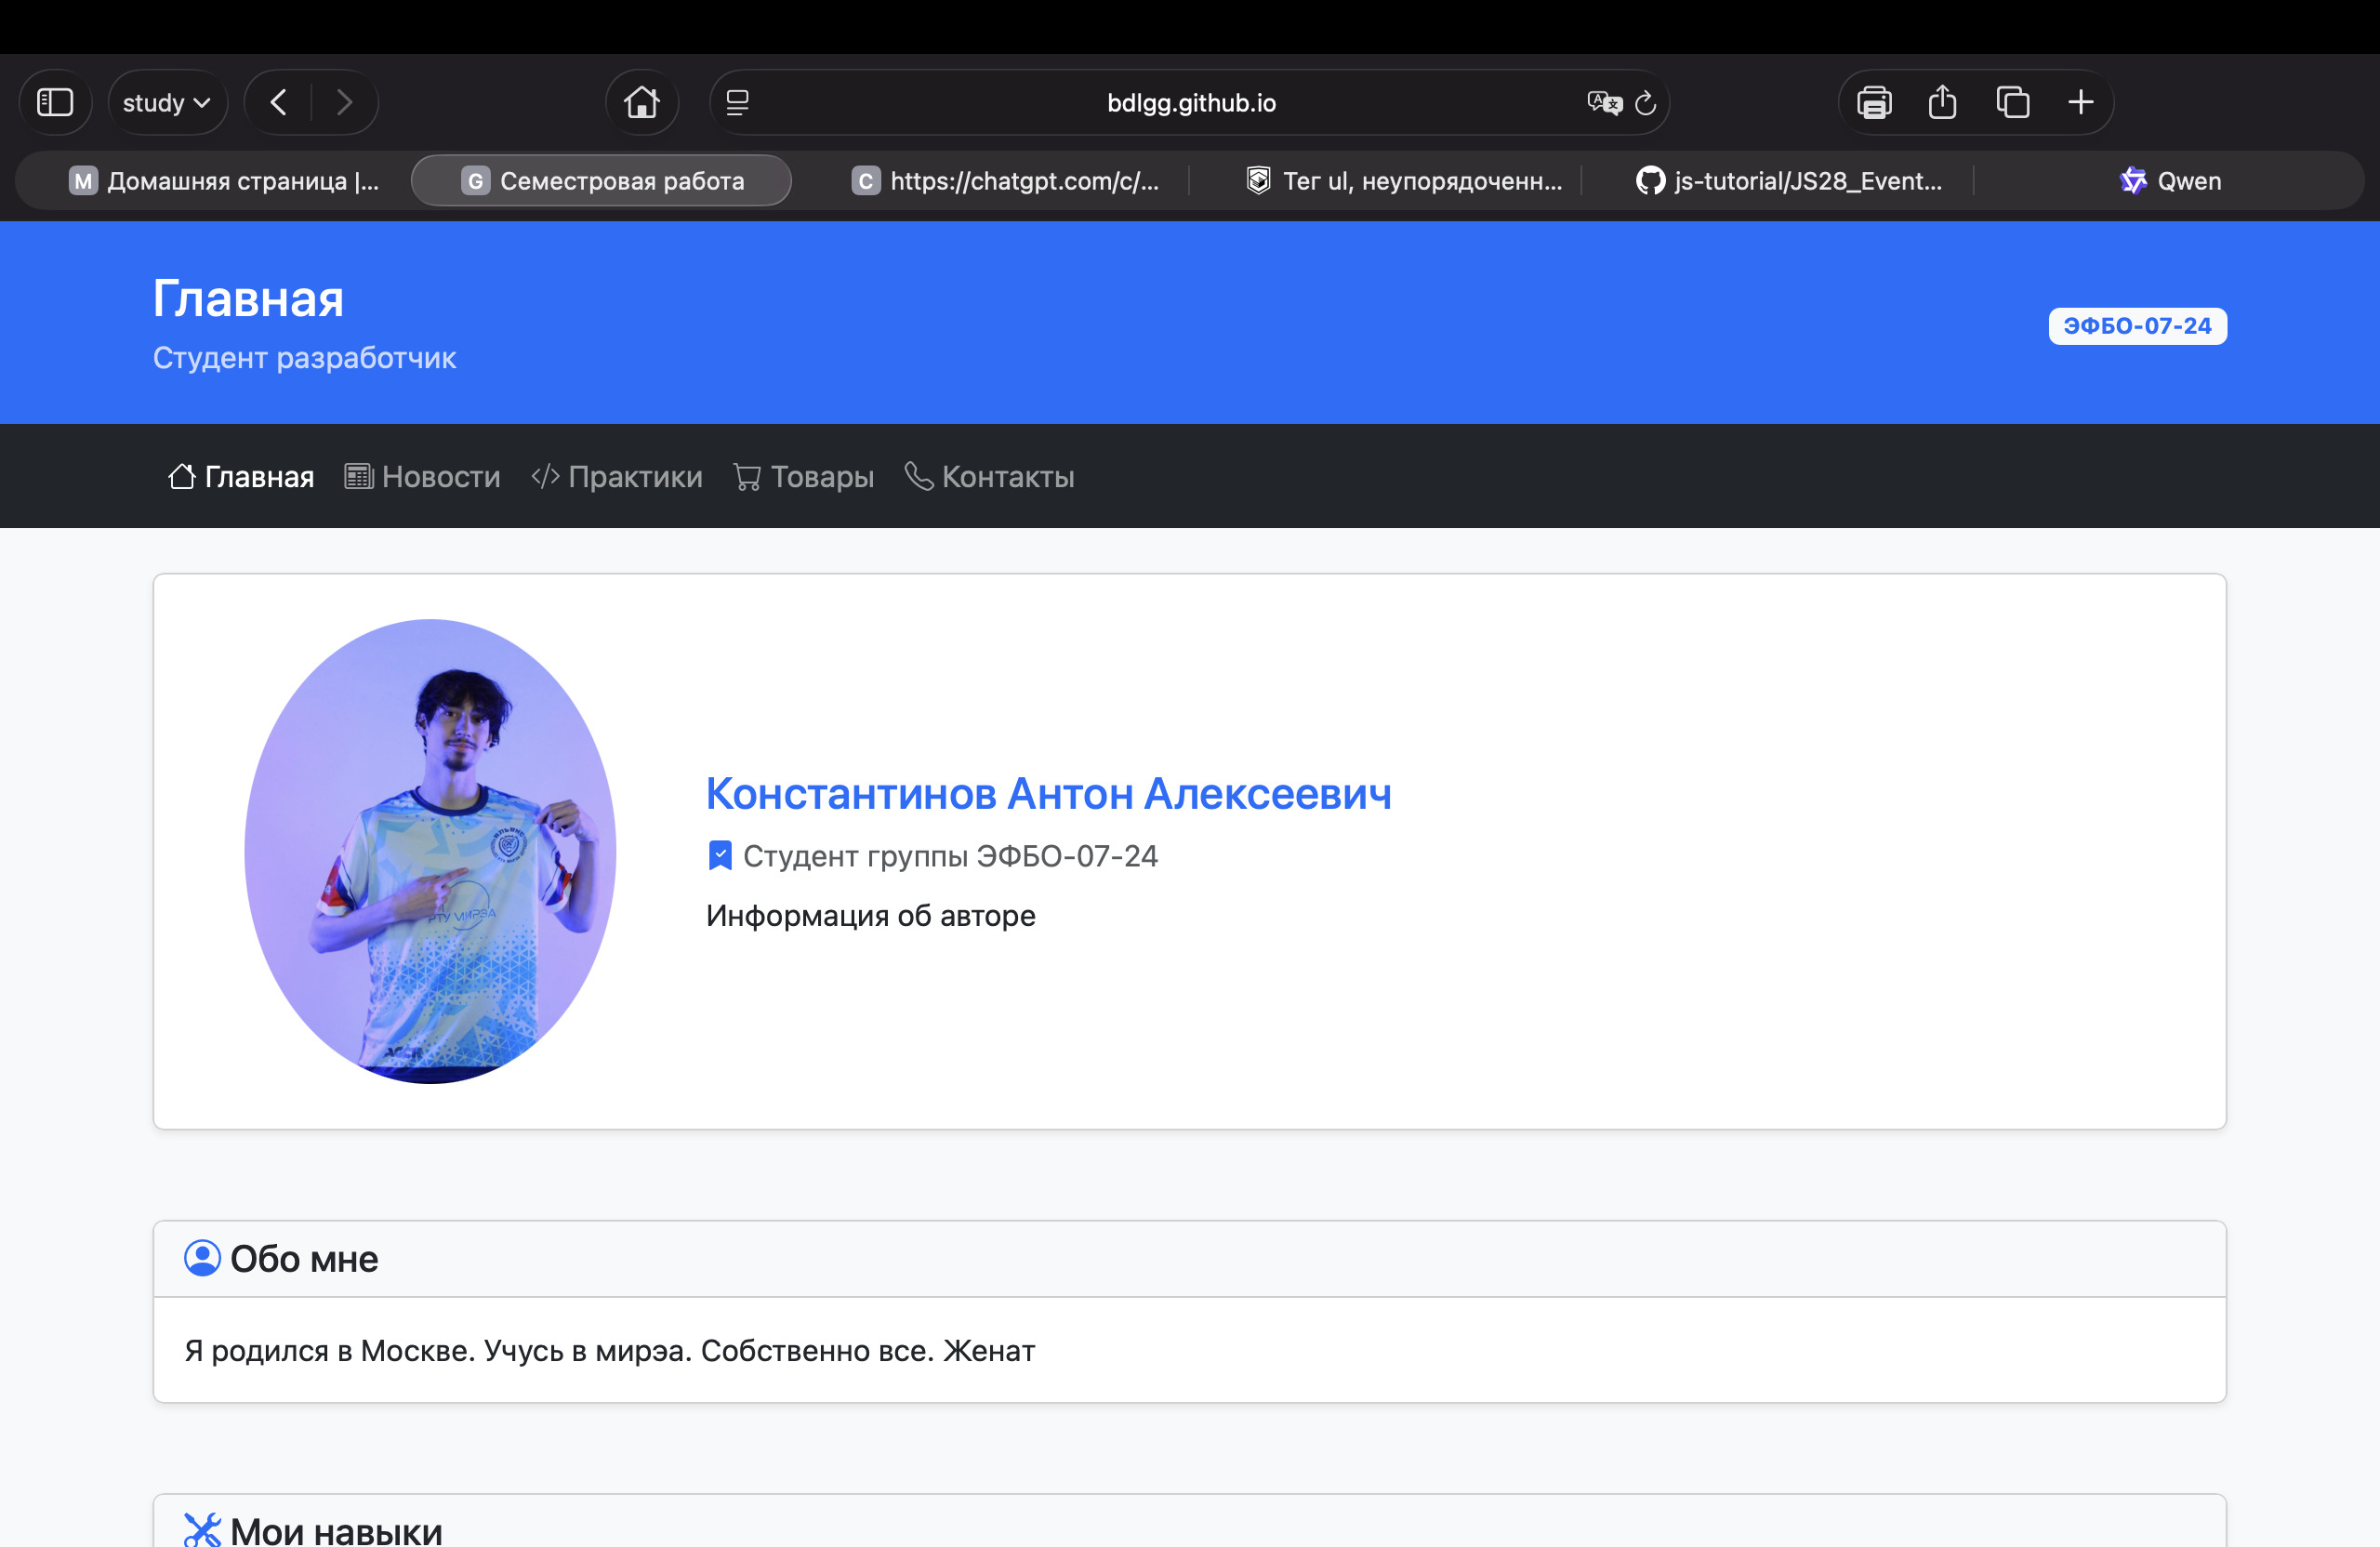 study
bdlgg.github.io
M Домашняя страница |...
G Семестровая работа
C https://chatgpt.com/c/...
Тег ul, неупорядоченн...
js-tutorial/JS28_Event...
Qwen
Главная
Студент разработчик
ЭФБО-07-24
Главная
Новости
Практики
Товары
Контакты
РТУ МИРЭА
Константинов Антон Алексеевич
Студент группы ЭФБО-07-24
Информация об авторе
Обо мне
Я родился в Москве. Учусь в мирэа. Собственно все. Женат
Мои навыки